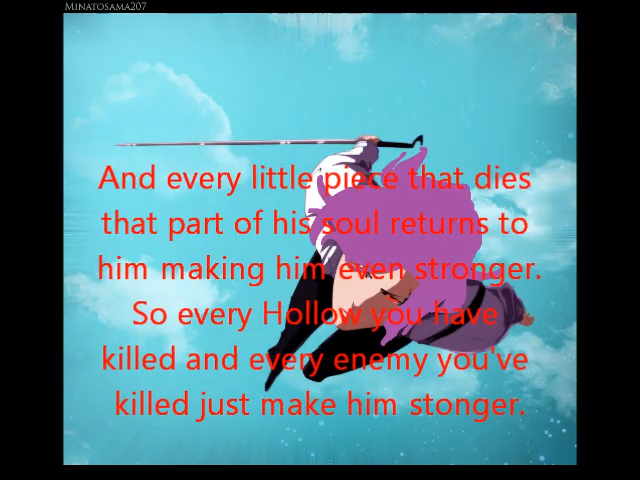 Minatosama207
And every little piece that dies
that part of his soul returns to
him making him even stronger.
So every Hollow you have
killed and every enemy you've
killed just make him stonger.